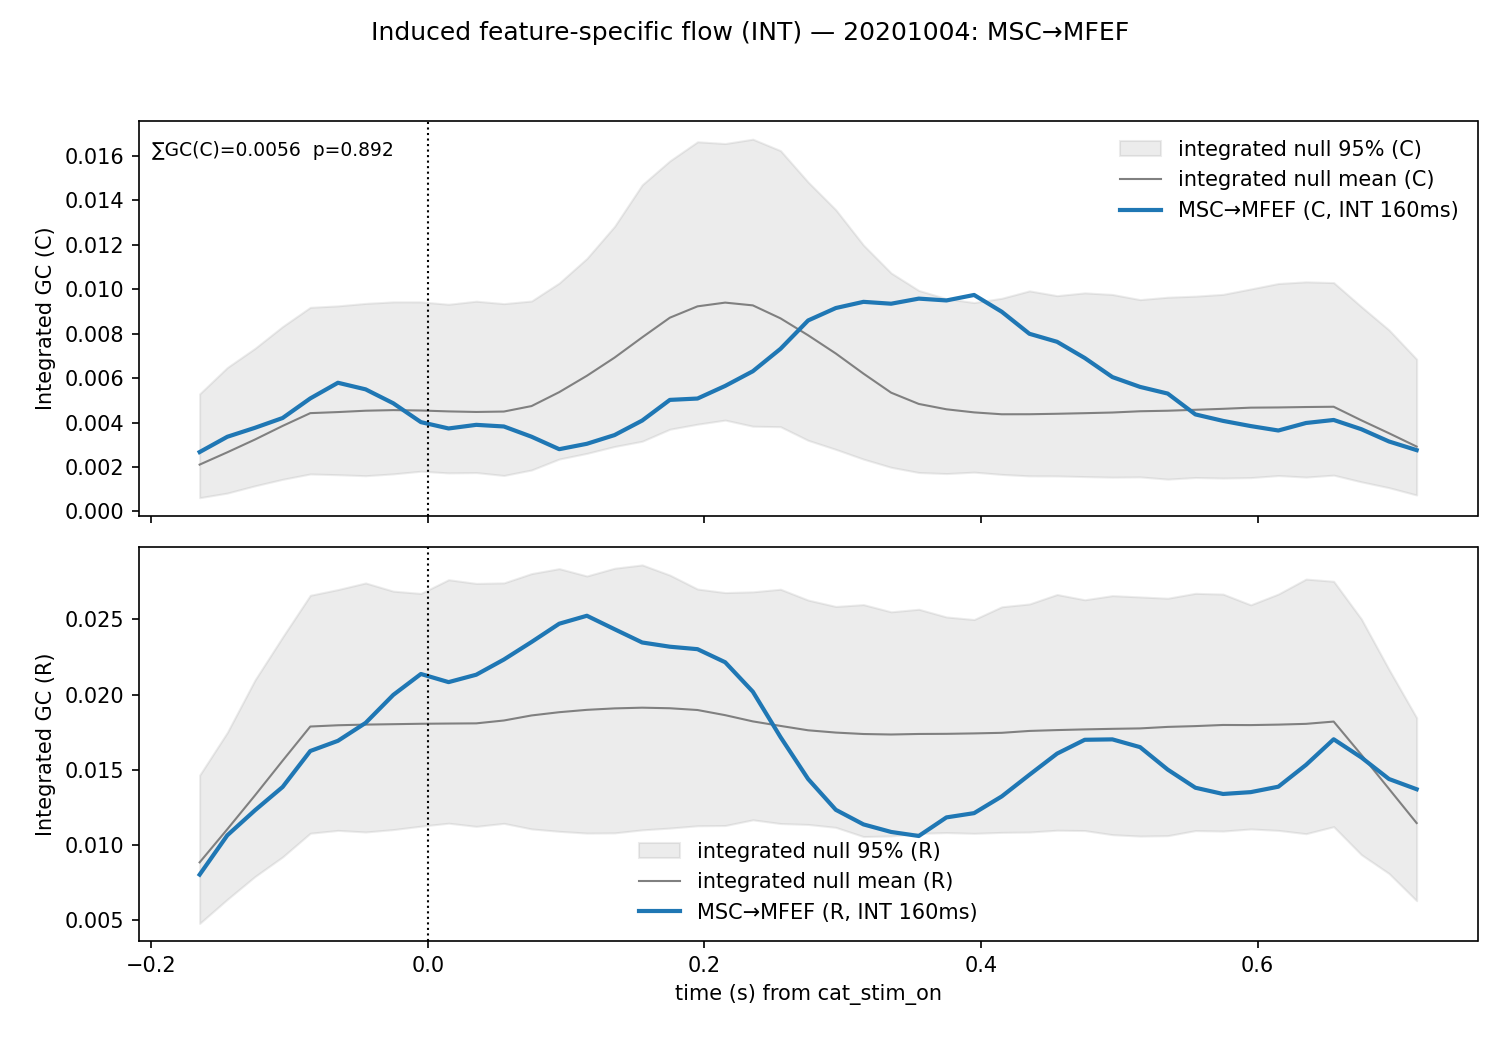 Induced feature-specific flow (INT) — 20201004: MSC→MFEF
∑GC(C)=0.0056  p=0.892
integrated null 95% (C)
integrated null mean (C)
MSC→MFEF (C, INT 160ms)
Integrated GC (C)
0.016
0.014
0.012
0.010
0.008
0.006
0.004
0.002
0.000
Integrated GC (R)
0.025
0.020
0.015
0.010
0.005
integrated null 95% (R)
integrated null mean (R)
MSC→MFEF (R, INT 160ms)
−0.2 0.0 0.2 0.4 0.6
time (s) from cat_stim_on